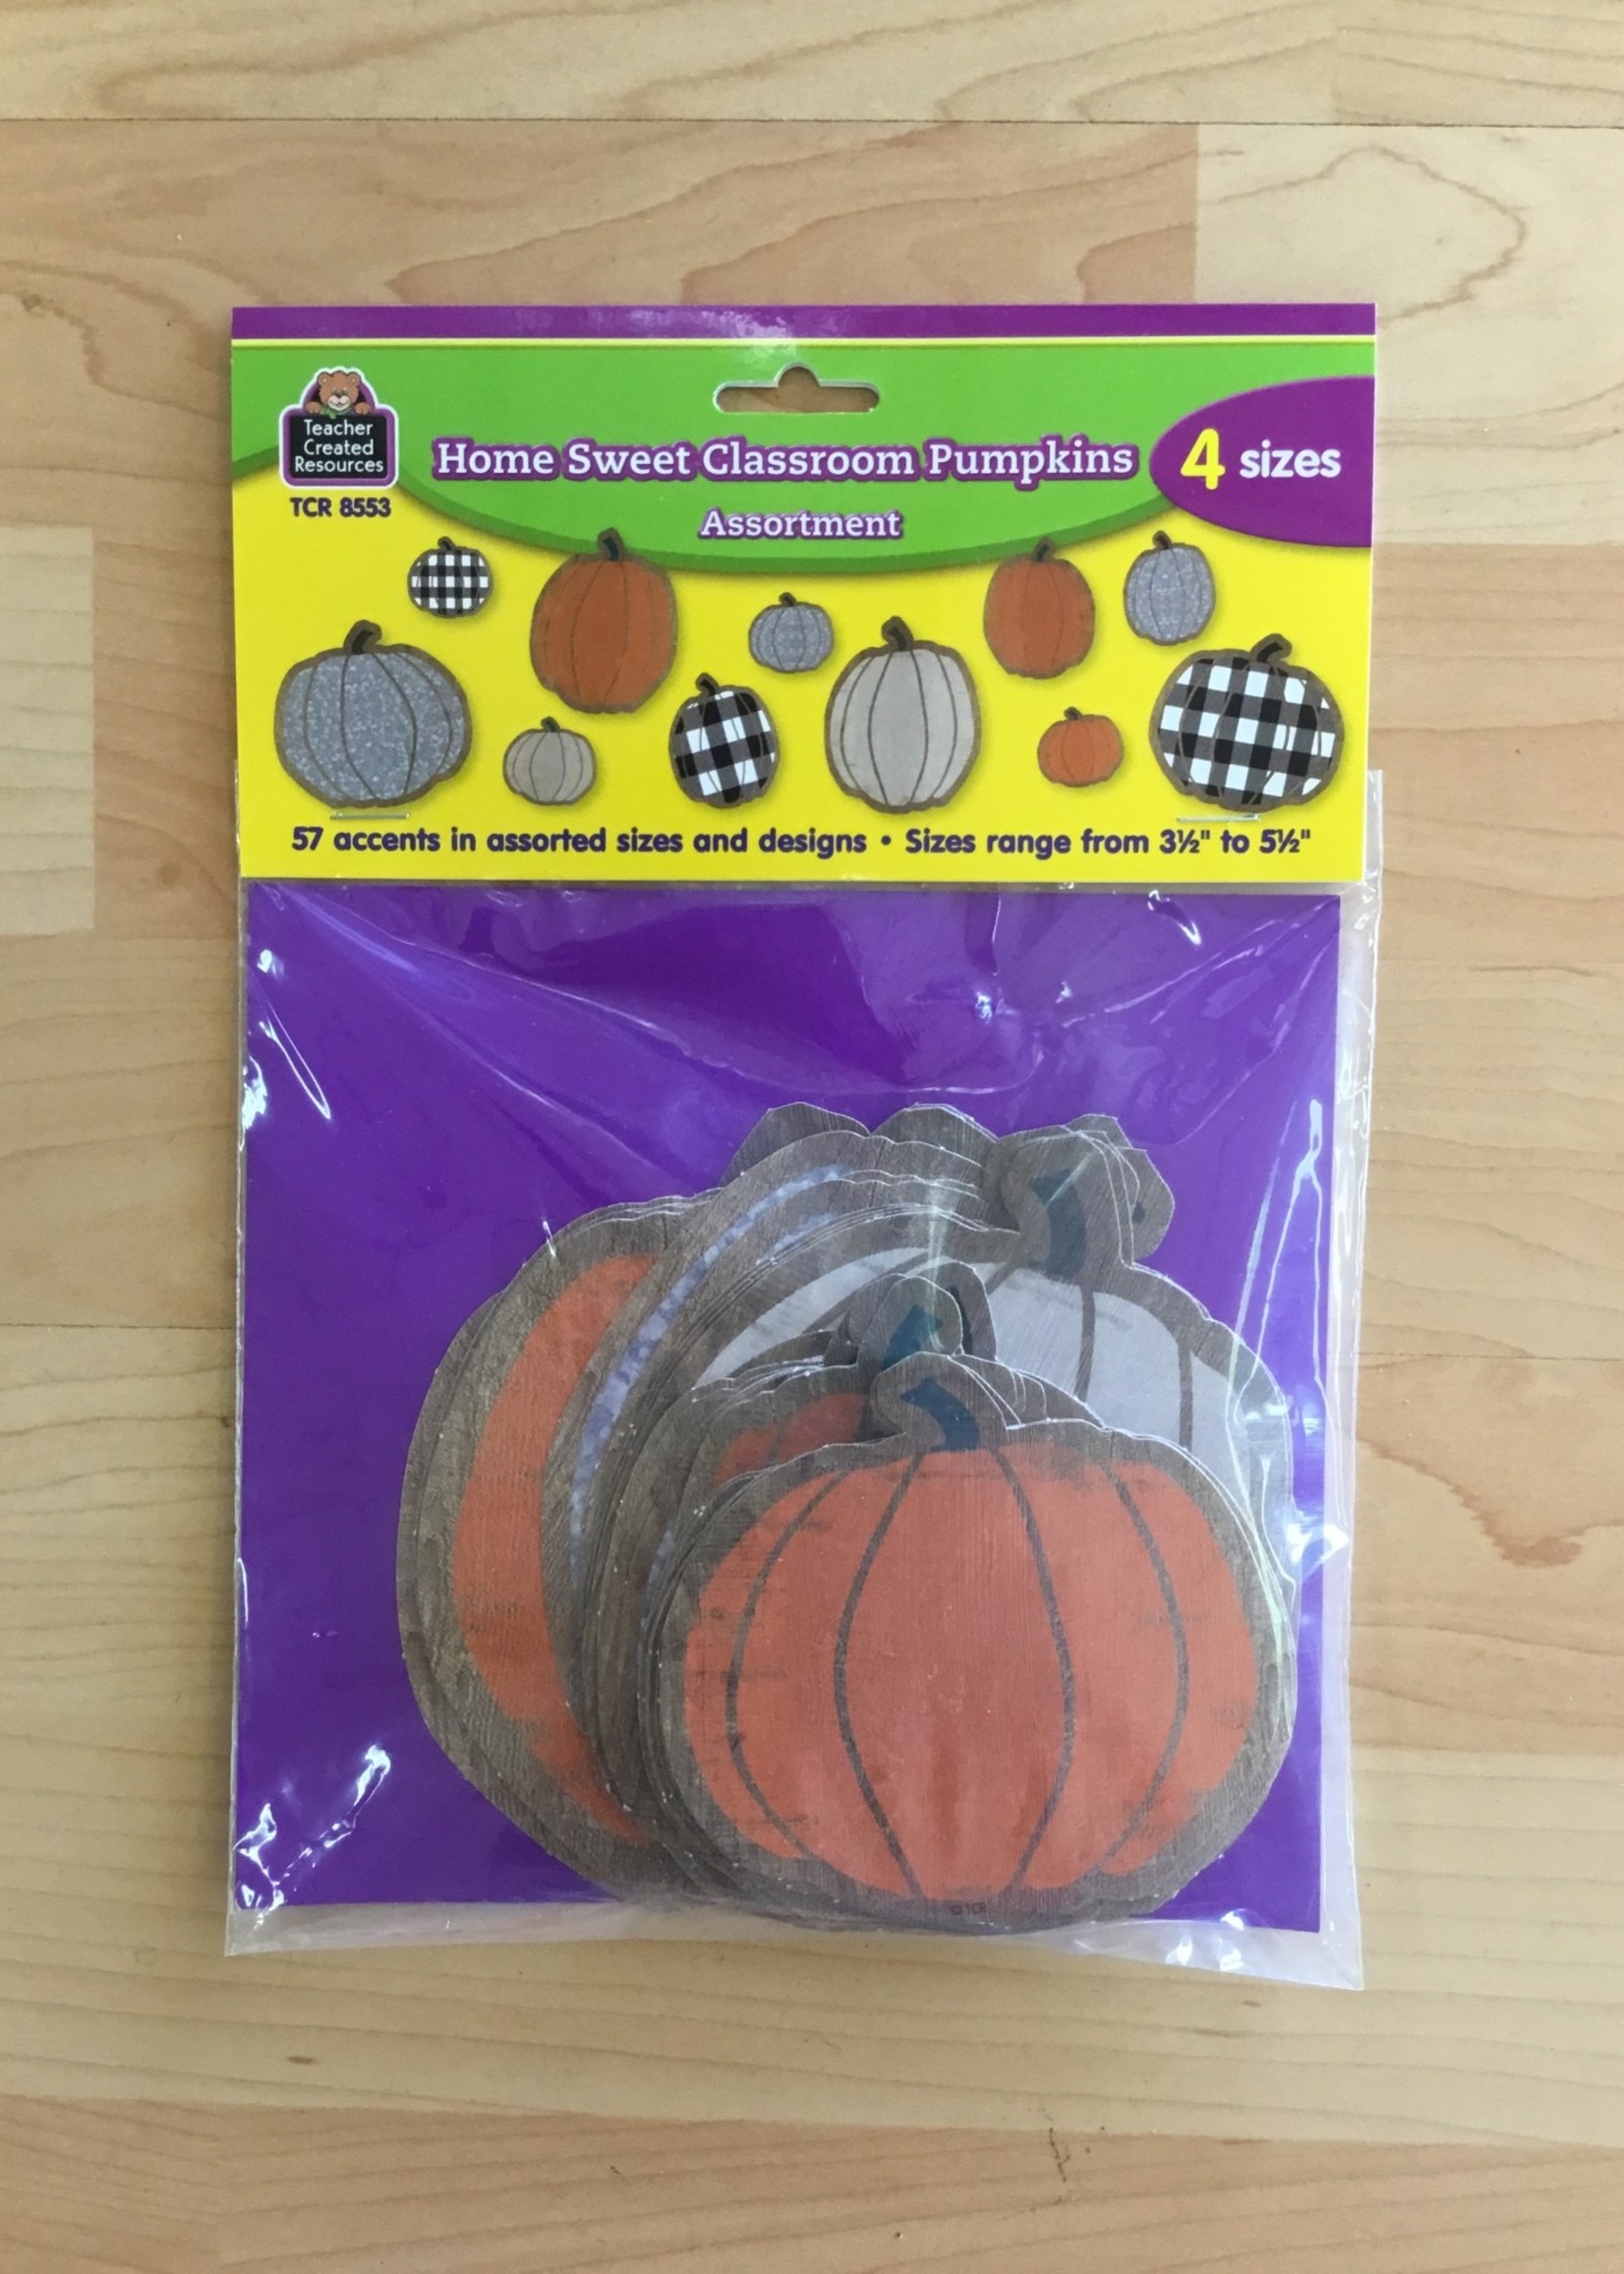 Teacher
Created
Resources
TCR 8553
Home Sweet Classroom Pumpkins
Assortment
4 sizes
57 accents in assorted sizes and designs • Sizes range from 3½" to 5½"
© TCR